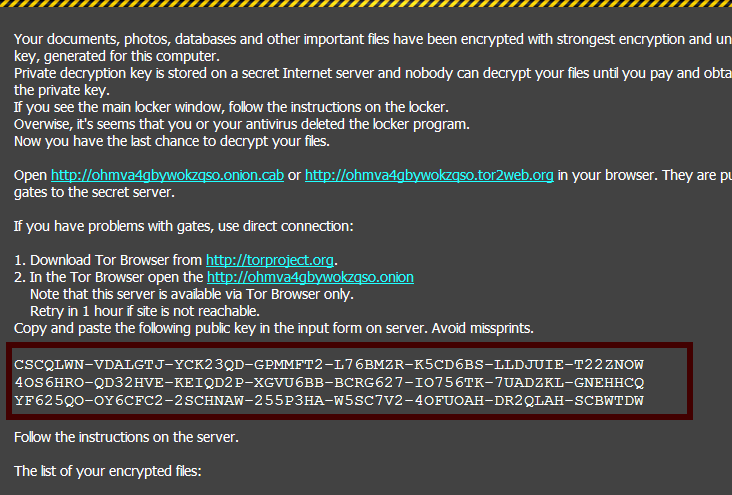 Your documents, photos, databases and other important files have been encrypted with strongest encryption and un
key, generated for this computer.
Private decryption key is stored on a secret Internet server and nobody can decrypt your files until you pay and obta
the private key.
If you see the main locker window, follow the instructions on the locker.
Overwise, it's seems that you or your antivirus deleted the locker program.
Now you have the last chance to decrypt your files.
Open http://ohmva4gbywokzqso.onion.cab or http://ohmva4gbywokzqso.tor2web.org in your browser. They are pu
gates to the secret server.
If you have problems with gates, use direct connection:
1. Download Tor Browser from http://torproject.org.
2. In the Tor Browser open the http://ohmva4gbywokzqso.onion
Note that this server is available via Tor Browser only.
Retry in 1 hour if site is not reachable.
Copy and paste the following public key in the input form on server. Avoid missprints.
CSCQLWN-VDALGTJ-YCK23QD-GPMMFT2-L76BMZR-K5CD6BS-LLDJUIE-T22ZNOW
4OS6HRO-QD32HVE-KEIQD2P-XGVU6BB-BCRG627-IO756TK-7UADZKL-GNEHHCQ
YF625QO-OY6CFC2-2SCHNAW-255P3HA-W5SC7V2-4OFUOAH-DR2QLAH-SCBWTDW
Follow the instructions on the server.
The list of your encrypted files: